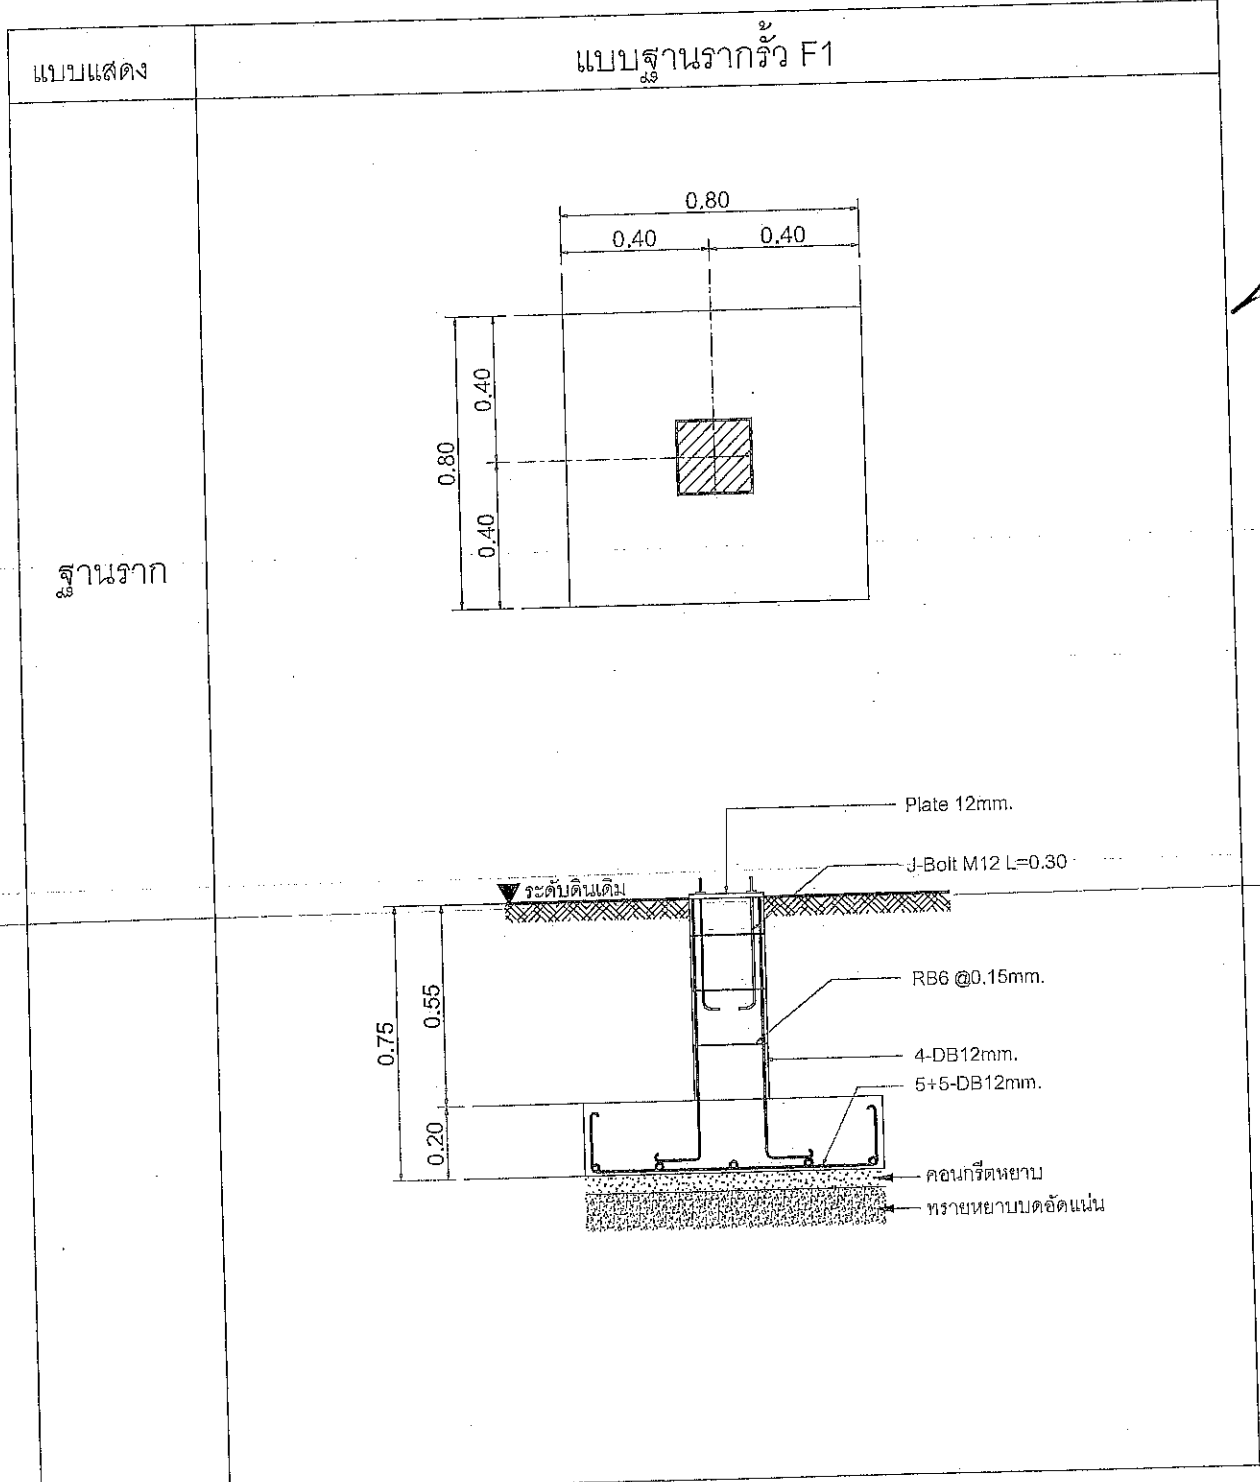 แบบแสดง
แบบฐานรากรั้ว F1
0.80
0.40
0.40
0.40
0.80
0.40
ฐานราก
Plate 12mm.
J-Bolt M12 L=0.30
ระดับดินเดิม
0.55
0.75
RB6 @0.15mm.
4-DB12mm.
5+5-DB12mm.
0.20
คอนกรีตหยาบ
ทรายหยาบบดอัดแน่น